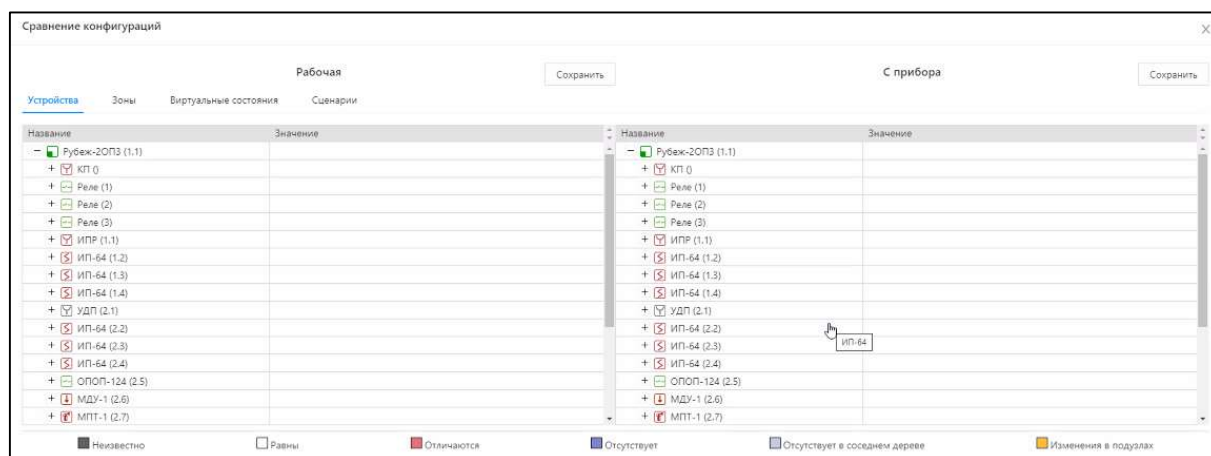 Сравнение конфигураций
Рабочая
Сохранить
С прибора
Сохранить
Устройства Зоны Виртуальные состояния Сценарии
Название Значение Название Значение
Рубеж-2ОП3 (1.1) Рубеж-2ОП3 (1.1)
КП () КП ()
Реле (1) Реле (1)
Реле (2) Реле (2)
Реле (3) Реле (3)
ИПР (1.1) ИПР (1.1)
ИП-64 (1.2) ИП-64 (1.2)
ИП-64 (1.3) ИП-64 (1.3)
ИП-64 (1.4) ИП-64 (1.4)
УДП (2.1) УДП (2.1)
ИП-64 (2.2) ИП-64 (2.2)
ИП-64
ИП-64 (2.3) ИП-64 (2.3)
ИП-64 (2.4) ИП-64 (2.4)
ОПОП-124 (2.5) ОПОП-124 (2.5)
МДУ-1 (2.6) МДУ-1 (2.6)
МПТ-1 (2.7) МПТ-1 (2.7)
Неизвестно Равны Отличаются Отсутствует Отсутствует в соседнем дереве Изменения в подузлах